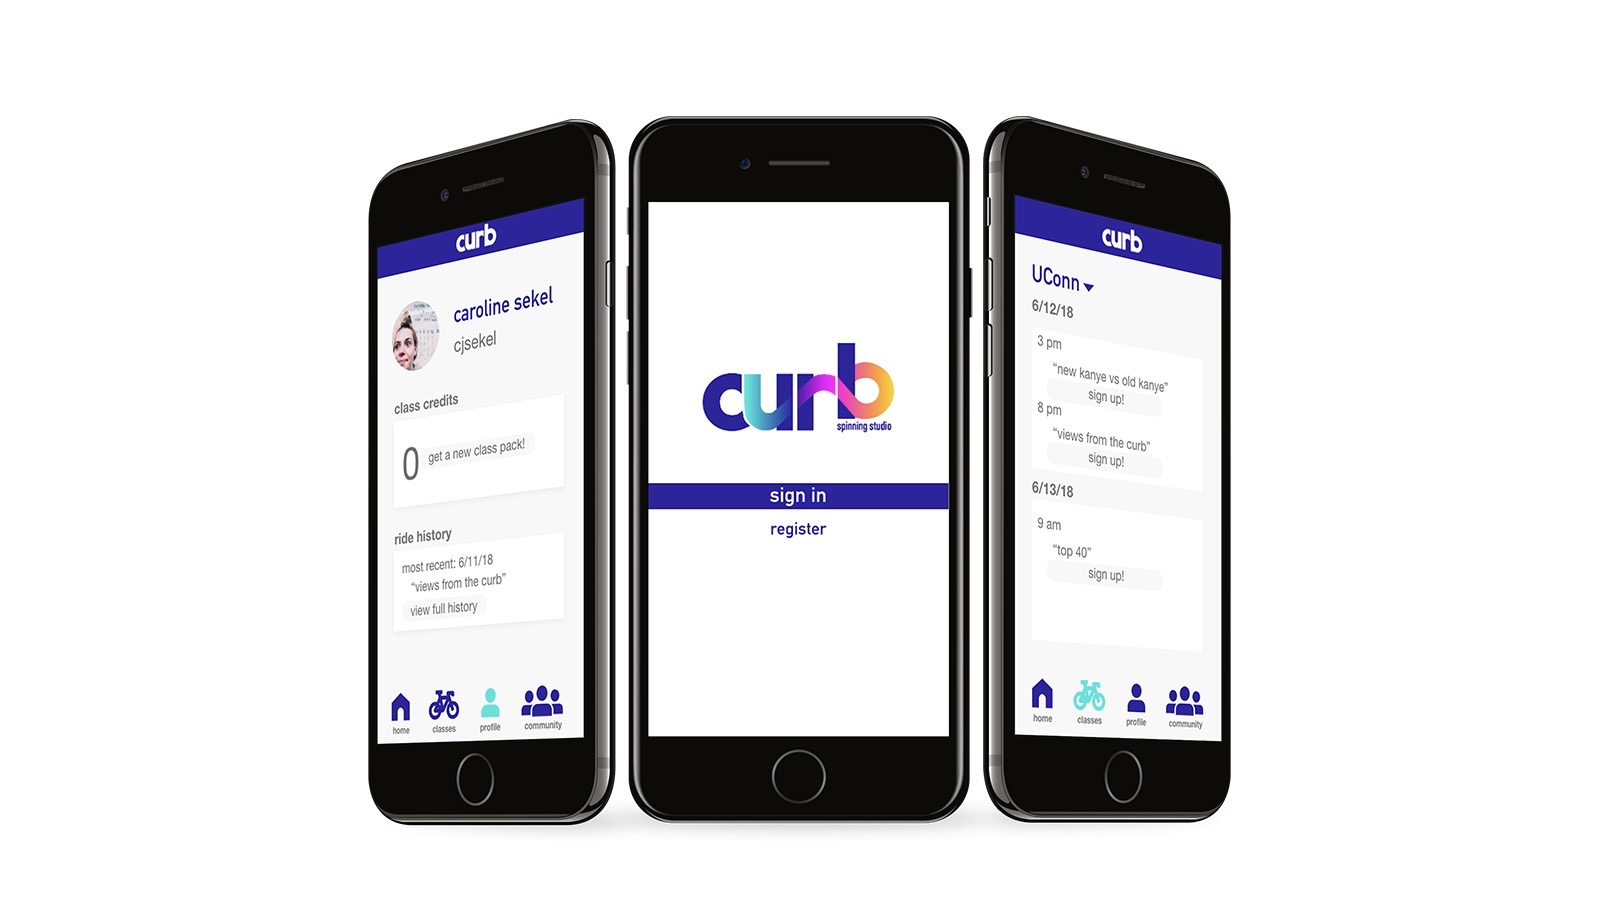 curb
caroline sekel
cjsekel
class credits
0
get a new class pack!
ride history
most recent: 6/11/18
“views from the curb”
view full history
home
classes
profile
community
curb
spinning studio
sign in
register
curb
UConn
6/12/18
3 pm
“new kanye vs old kanye”
sign up!
8 pm
“views from the curb”
sign up!
6/13/18
9 am
“top 40”
sign up!
home
classes
profile
community